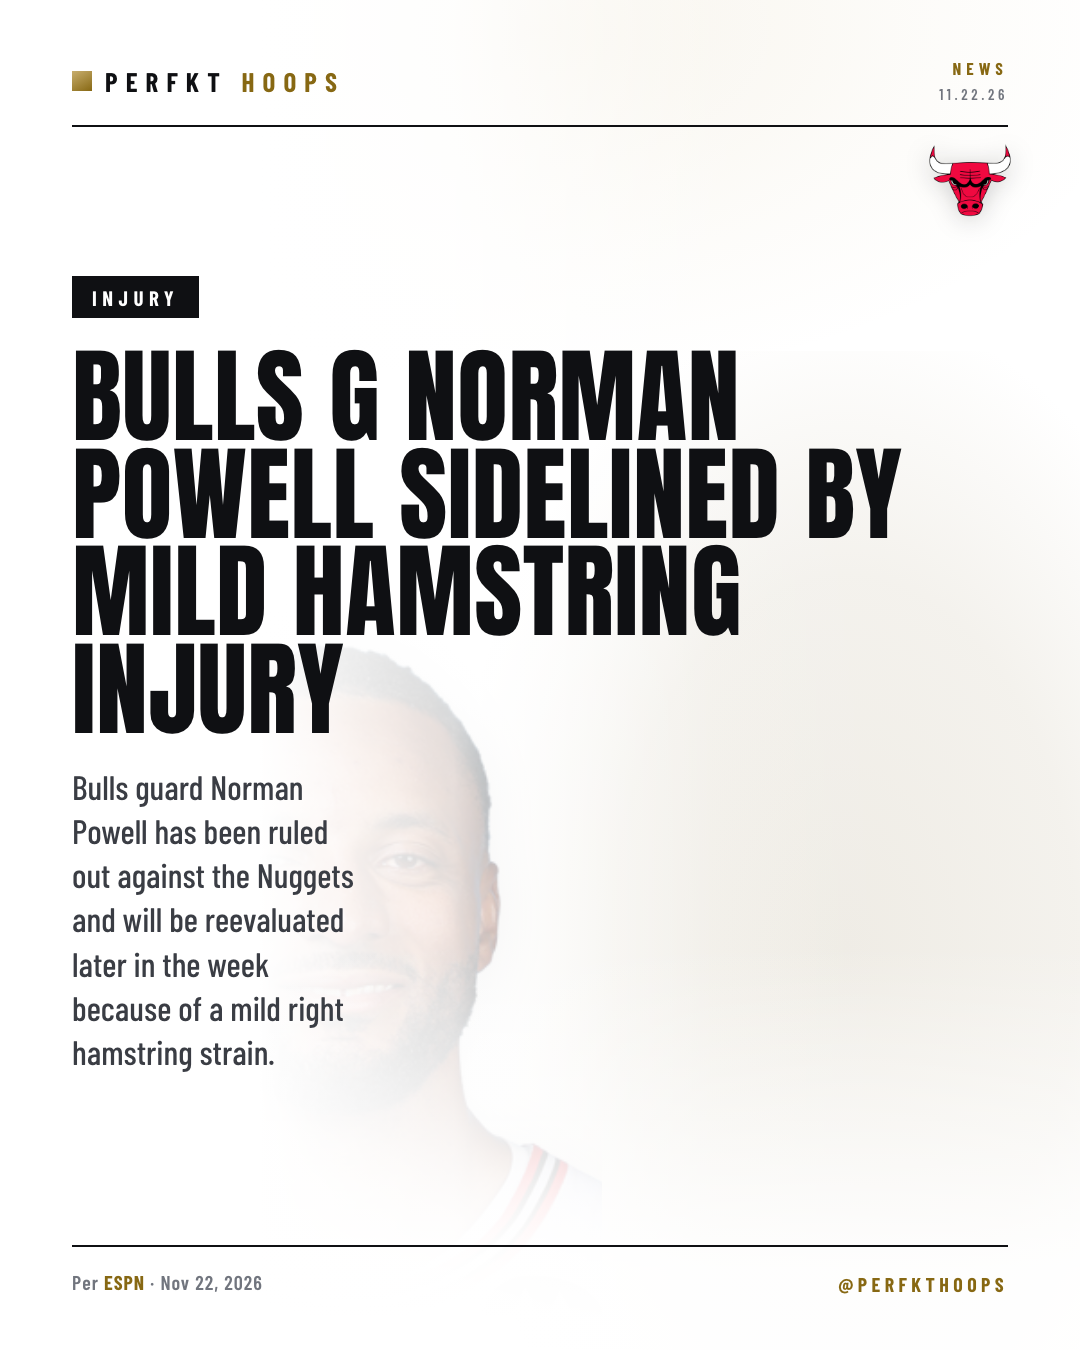 PERFKT HOOPS
NEWS
11.22.26
INJURY
BULLS G NORMAN
POWELL SIDELINED BY
MILD HAMSTRING
INJURY
Bulls guard Norman
Powell has been ruled
out against the Nuggets
and will be reevaluated
later in the week
because of a mild right
hamstring strain.
Per ESPN · Nov 22, 2026
@PERFKTHOOPS